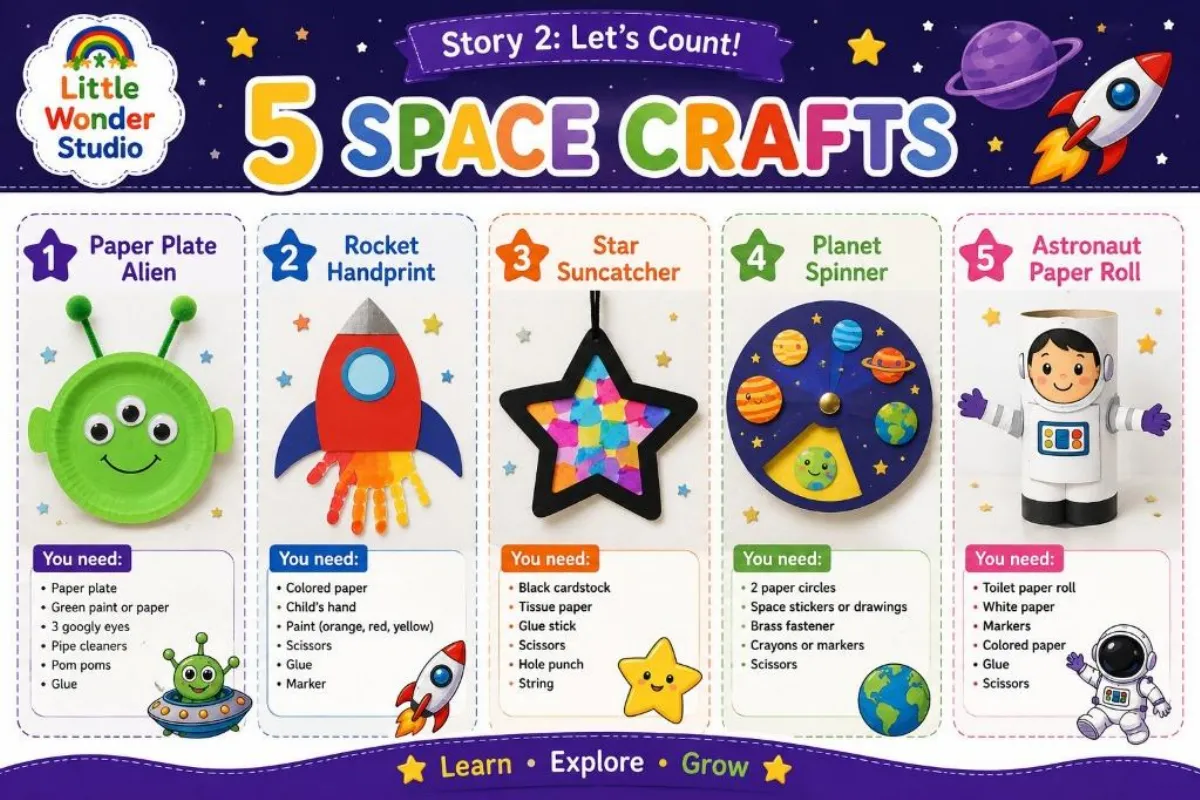 Little
Wonder
Studio
Story 2: Let's Count!
5 SPACE CRAFTS
1
Paper Plate
Alien
You need:
• Paper plate
• Green paint or paper
• 3 googly eyes
• Pipe cleaners
• Pom poms
• Glue
2
Rocket
Handprint
You need:
• Colored paper
• Child's hand
• Paint (orange, red, yellow)
• Scissors
• Glue
• Marker
3
Star
Suncatcher
You need:
• Black cardstock
• Tissue paper
• Glue stick
• Scissors
• Hole punch
• String
4
Planet
Spinner
You need:
• 2 paper circles
• Space stickers or drawings
• Brass fastener
• Crayons or markers
• Scissors
5
Astronaut
Paper Roll
You need:
• Toilet paper roll
• White paper
• Markers
• Colored paper
• Glue
• Scissors
Learn • Explore • Grow